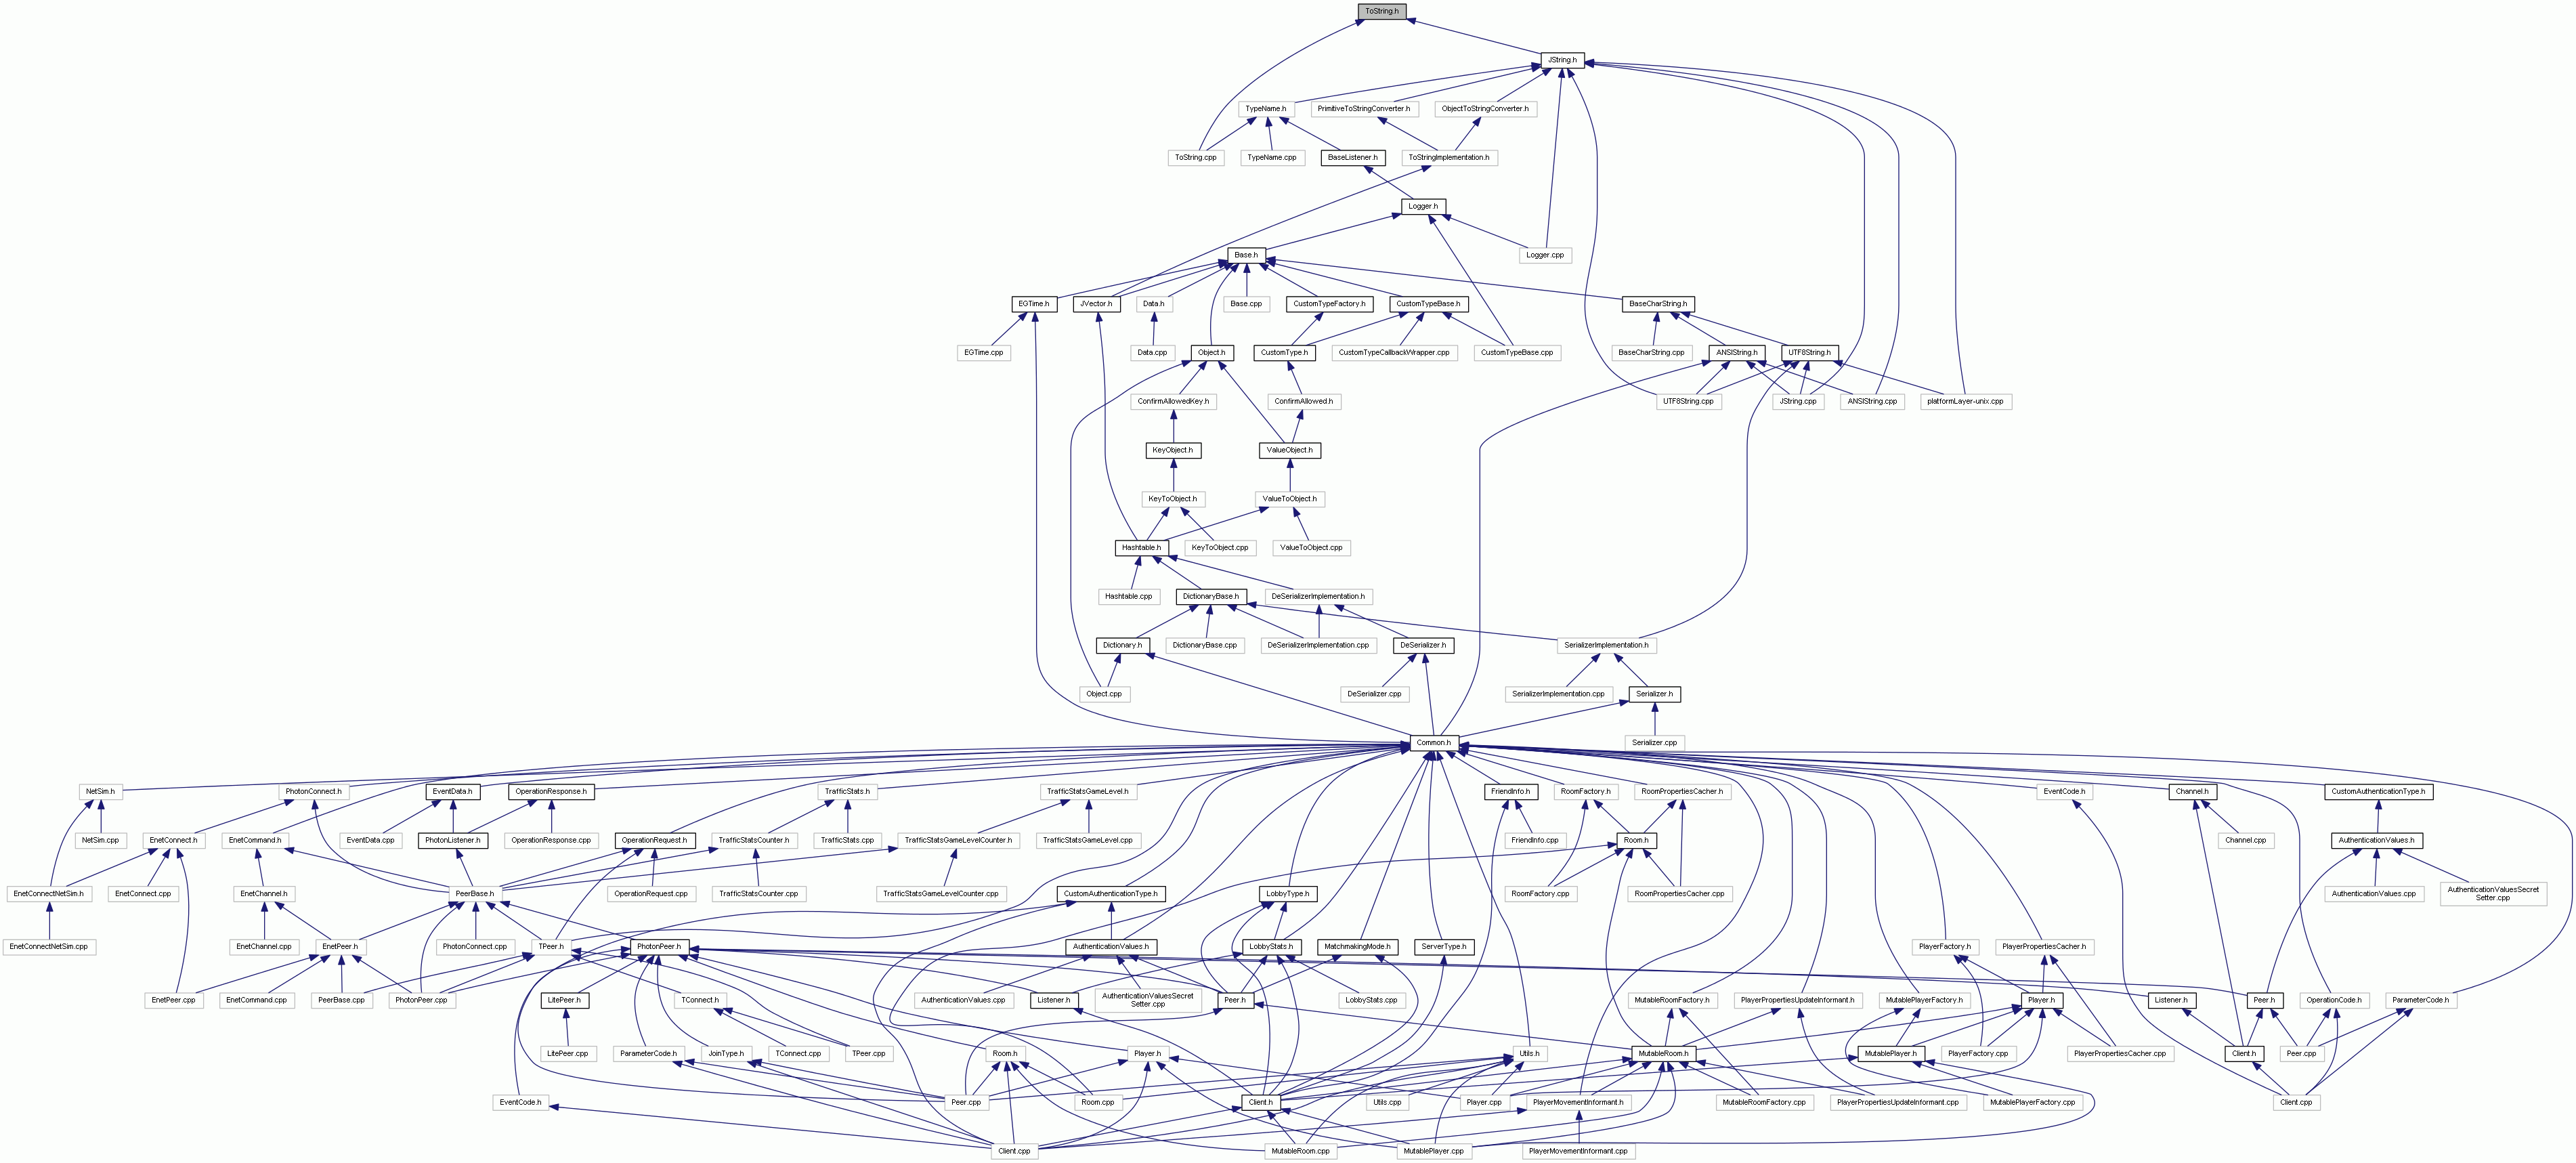 ToString.h
JString.h
TypeName.h
PrimitiveToStringConverter.h
ObjectToStringConverter.h
ToString.cpp
TypeName.cpp
BaseListener.h
ToStringImplementation.h
Logger.h
Base.h
Logger.cpp
EGTime.h
JVector.h
Data.h
Base.cpp
CustomTypeFactory.h
CustomTypeBase.h
BaseCharString.h
EGTime.cpp
Data.cpp
Object.h
CustomType.h
CustomTypeCallbackWrapper.cpp
CustomTypeBase.cpp
BaseCharString.cpp
ANSIString.h
UTF8String.h
ConfirmAllowedKey.h
ConfirmAllowed.h
UTF8String.cpp
JString.cpp
ANSIString.cpp
platformLayer-unix.cpp
KeyObject.h
ValueObject.h
KeyToObject.h
ValueToObject.h
Hashtable.h
KeyToObject.cpp
ValueToObject.cpp
Hashtable.cpp
DictionaryBase.h
DeSerializerImplementation.h
Dictionary.h
DictionaryBase.cpp
DeSerializerImplementation.cpp
DeSerializer.h
SerializerImplementation.h
Object.cpp
DeSerializer.cpp
SerializerImplementation.cpp
Serializer.h
Common.h
Serializer.cpp
NetSim.h
PhotonConnect.h
EventData.h
OperationResponse.h
TrafficStats.h
TrafficStatsGameLevel.h
FriendInfo.h
RoomFactory.h
RoomPropertiesCacher.h
EventCode.h
Channel.h
CustomAuthenticationType.h
NetSim.cpp
EnetConnect.h
EnetCommand.h
EventData.cpp
PhotonListener.h
OperationResponse.cpp
OperationRequest.h
TrafficStatsCounter.h
TrafficStats.cpp
TrafficStatsGameLevelCounter.h
TrafficStatsGameLevel.cpp
FriendInfo.cpp
Room.h
Channel.cpp
AuthenticationValues.h
EnetConnectNetSim.h
EnetConnect.cpp
EnetChannel.h
PeerBase.h
OperationRequest.cpp
TrafficStatsCounter.cpp
TrafficStatsGameLevelCounter.cpp
CustomAuthenticationType.h
LobbyType.h
RoomFactory.cpp
RoomPropertiesCacher.cpp
AuthenticationValues.cpp
AuthenticationValuesSecret
Setter.cpp
EnetConnectNetSim.cpp
EnetChannel.cpp
EnetPeer.h
PhotonConnect.cpp
TPeer.h
PhotonPeer.h
AuthenticationValues.h
LobbyStats.h
MatchmakingMode.h
ServerType.h
PlayerFactory.h
PlayerPropertiesCacher.h
EnetPeer.cpp
EnetCommand.cpp
PeerBase.cpp
PhotonPeer.cpp
LitePeer.h
TConnect.h
AuthenticationValues.cpp
Listener.h
AuthenticationValuesSecret
Setter.cpp
Peer.h
LobbyStats.cpp
MutableRoomFactory.h
PlayerPropertiesUpdateInformant.h
MutablePlayerFactory.h
Player.h
Listener.h
Peer.h
OperationCode.h
ParameterCode.h
LitePeer.cpp
ParameterCode.h
JoinType.h
TConnect.cpp
TPeer.cpp
Room.h
Player.h
Utils.h
MutableRoom.h
MutablePlayer.h
PlayerFactory.cpp
PlayerPropertiesCacher.cpp
Client.h
Peer.cpp
EventCode.h
Peer.cpp
Room.cpp
Client.h
Utils.cpp
Player.cpp
PlayerMovementInformant.h
MutableRoomFactory.cpp
PlayerPropertiesUpdateInformant.cpp
MutablePlayerFactory.cpp
Client.cpp
Client.cpp
MutableRoom.cpp
MutablePlayer.cpp
PlayerMovementInformant.cpp